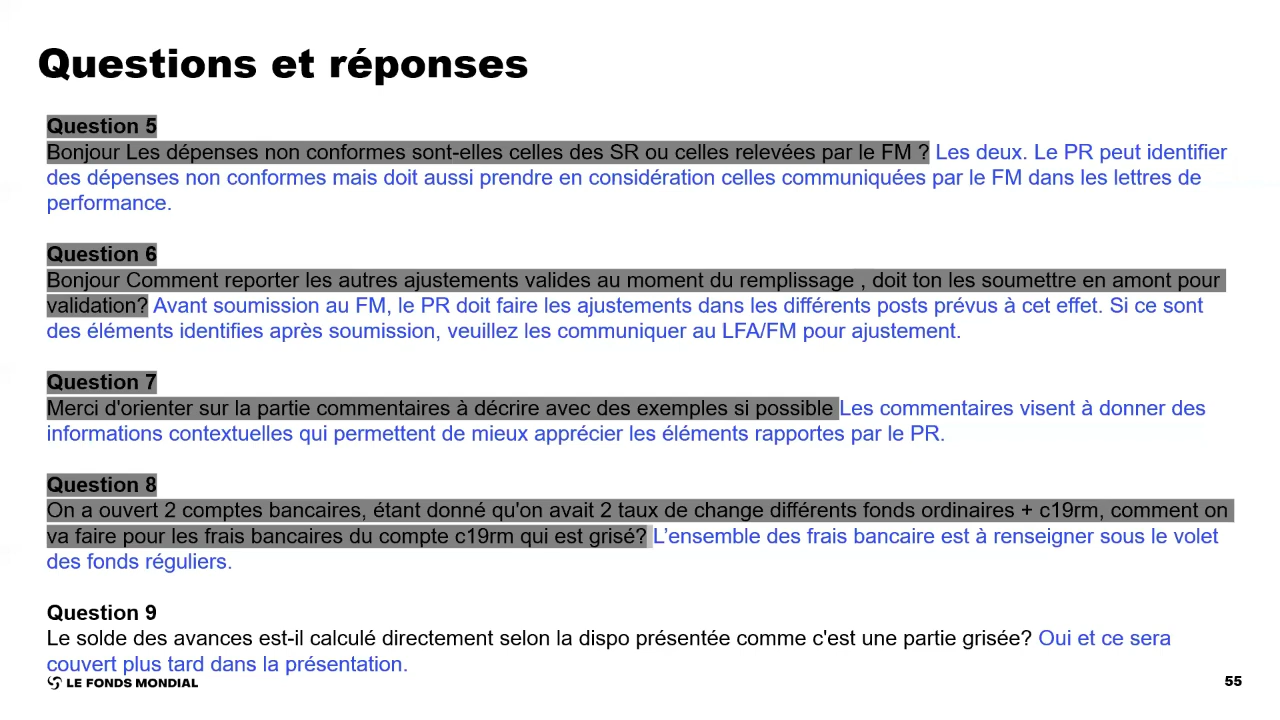 Questions et réponses
Question 5
Bonjour Les dépenses non conformes sont-elles celles des SR ou celles relevées par le FM ? Les deux. Le PR peut identifier
des dépenses non conformes mais doit aussi prendre en considération celles communiquées par le FM dans les lettres de
performance.
Question 6
Bonjour Comment reporter les autres ajustements valides au moment du remplissage , doit ton les soumettre en amont pour
validation? Avant soumission au FM, le PR doit faire les ajustements dans les différents posts prévus à cet effet. Si ce sont
des éléments identifies après soumission, veuillez les communiquer au LFA/FM pour ajustement.
Question 7
Merci d'orienter sur la partie commentaires à décrire avec des exemples si possible Les commentaires visent à donner des
informations contextuelles qui permettent de mieux apprécier les éléments rapportes par le PR.
Question 8
On a ouvert 2 comptes bancaires, étant donné qu'on avait 2 taux de change différents fonds ordinaires + c19rm, comment on
va faire pour les frais bancaires du compte c19rm qui est grisé? L’ensemble des frais bancaire est à renseigner sous le volet
des fonds réguliers.
Question 9
Le solde des avances est-il calculé directement selon la dispo présentée comme c'est une partie grisée? Oui et ce sera
couvert plus tard dans la présentation.
LE FONDS MONDIAL
55